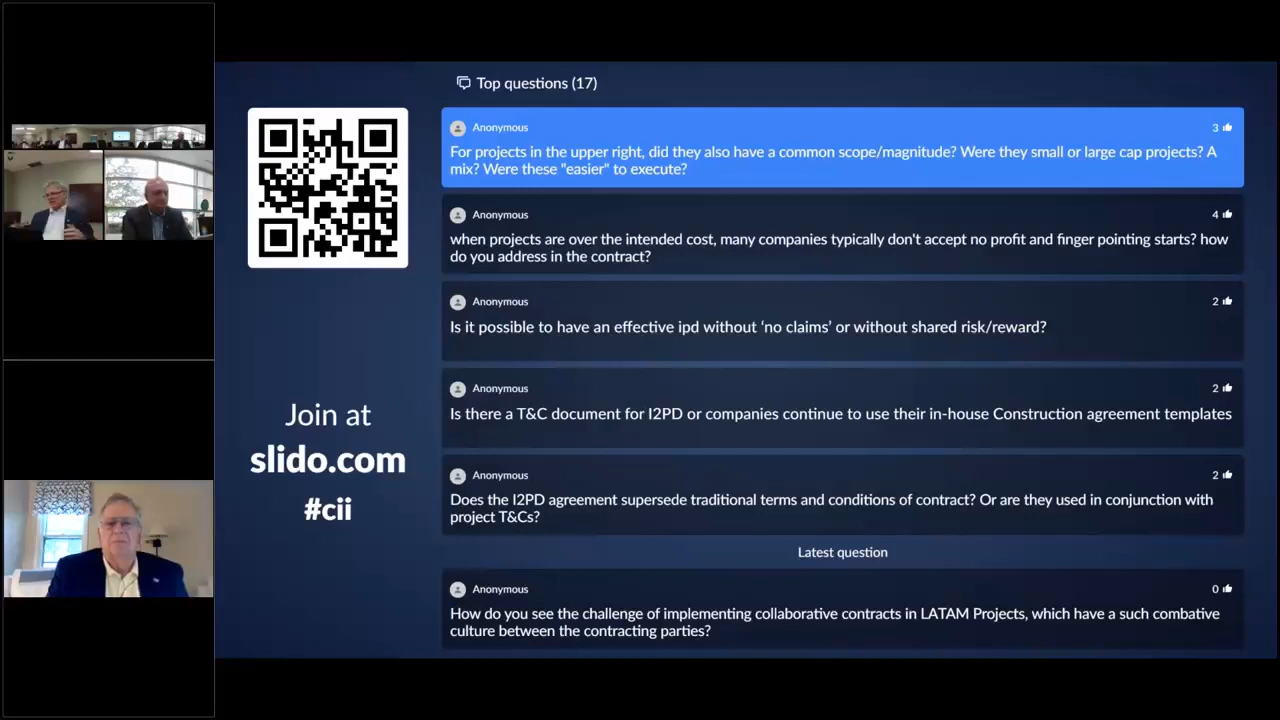 Top questions (17)
Anonymous
3
For projects in the upper right, did they also have a common scope/magnitude? Were they small or large cap projects? A
mix? Were these "easier" to execute?
Anonymous
4
when projects are over the intended cost, many companies typically don't accept no profit and finger pointing starts? how
do you address in the contract?
Anonymous
2
Is it possible to have an effective ipd without ‘no claims’ or without shared risk/reward?
Anonymous
2
Is there a T&C document for I2PD or companies continue to use their in-house Construction agreement templates
Anonymous
2
Does the I2PD agreement supersede traditional terms and conditions of contract? Or are they used in conjunction with
project T&Cs?
Latest question
Anonymous
0
How do you see the challenge of implementing collaborative contracts in LATAM Projects, which have a such combative
culture between the contracting parties?
Join at
slido.com
#cii